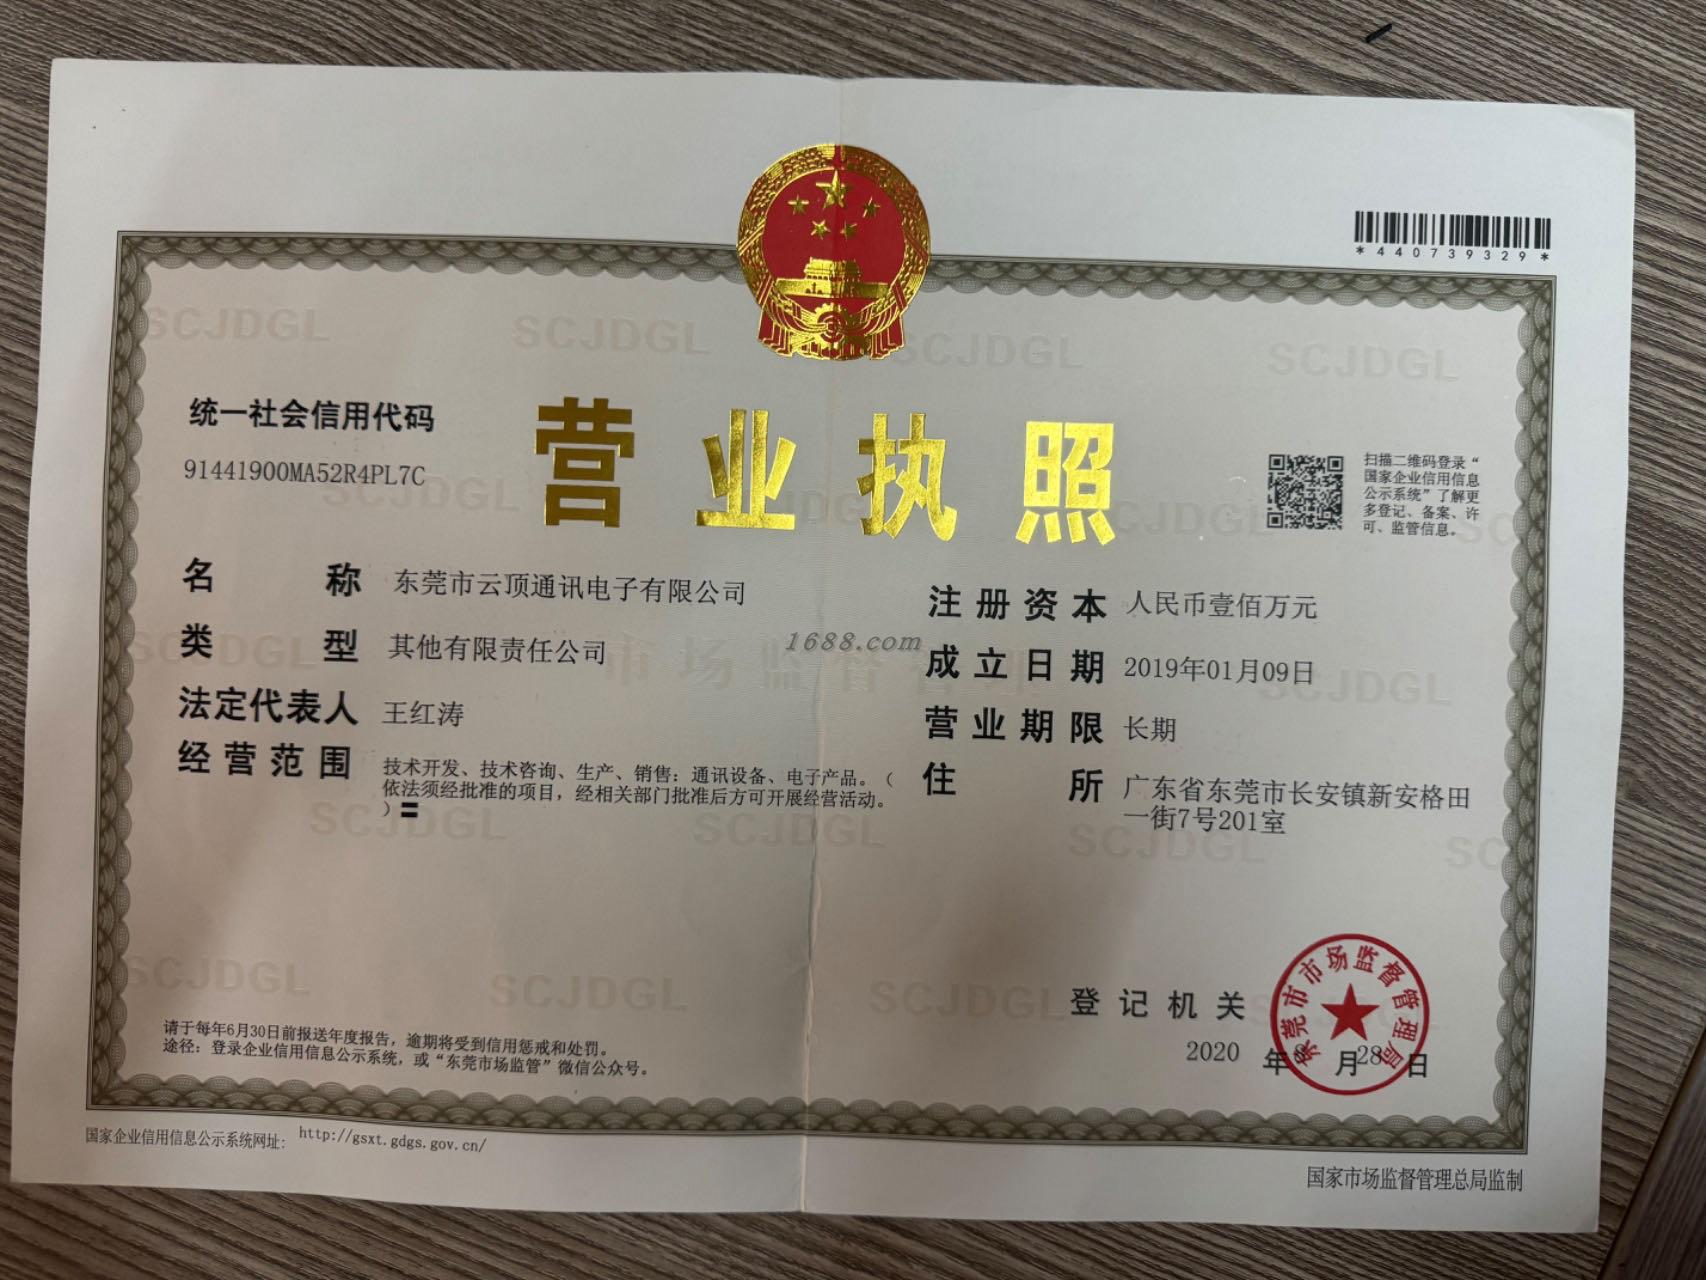 *440739329*
统一社会信用代码
91441900MA52R4PL7C
营业执照
扫描二维码登录“
国家企业信用信息
公示系统”了解更
多登记、备案、许
可、监管信息。
名称 东莞市云顶通讯电子有限公司
类型 其他有限责任公司
法定代表人 王红涛
经营范围 技术开发、技术咨询、生产、销售：通讯设备、电子产品。（
依法须经批准的项目，经相关部门批准后方可开展经营活动。
）〓
注册资本 人民币壹佰万元
成立日期 2019年01月09日
营业期限 长期
住所 广东省东莞市长安镇新安格田
一街7号201室
1688.com
市场监督管理
SCJDGL
登记机关
东莞市市场监督管理局
2020 年 月28日
请于每年6月30日前报送年度报告，逾期将受到信用惩戒和处罚。
途径：登录企业信用信息公示系统，或“东莞市场监管”微信公众号。
国家企业信用信息公示系统网址： http://gsxt.gdgs.gov.cn/
国家市场监督管理总局监制